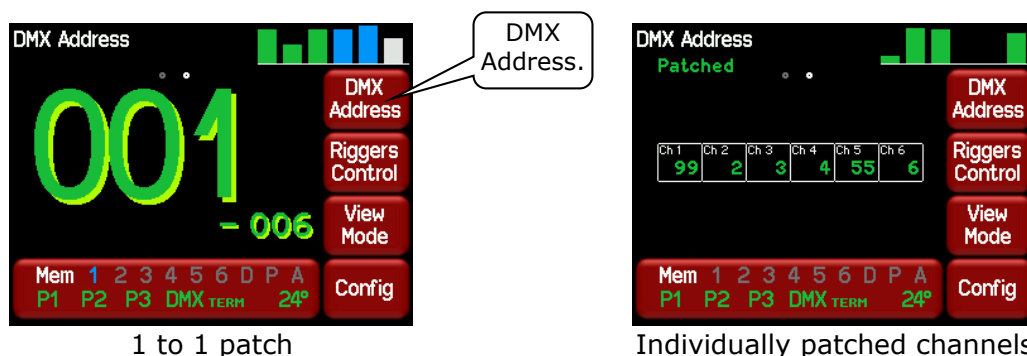 DMX Address
DMX
Address.
001
- 006
DMX
Address
Riggers
Control
View
Mode
Config
Mem 1 2 3 4 5 6 D P A
P1 P2 P3 DMX TERM 24°
1 to 1 patch
DMX Address
Patched
Ch 1 Ch 2 Ch 3 Ch 4 Ch 5 Ch 6
99 2 3 4 55 6
DMX
Address
Riggers
Control
View
Mode
Config
Mem 1 2 3 4 5 6 D P A
P1 P2 P3 DMX TERM 24°
Individually patched channels